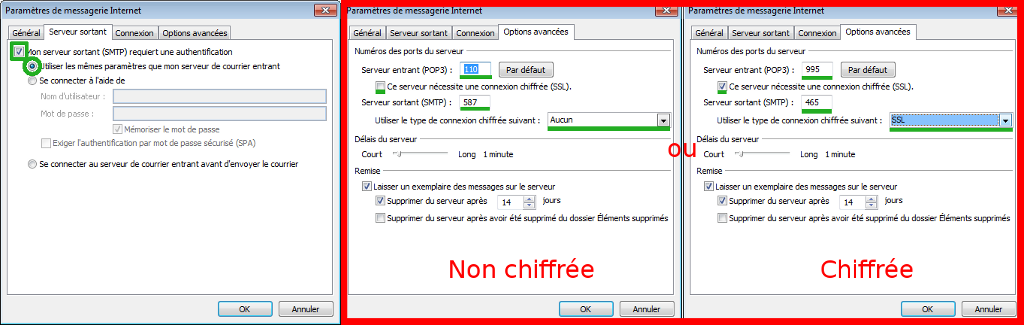 Paramètres de messagerie Internet
Général Serveur sortant Connexion Options avancées
Mon serveur sortant (SMTP) requiert une authentification
Utiliser les mêmes paramètres que mon serveur de courrier entrant
Se connecter à l'aide de
Nom d'utilisateur :
Mot de passe :
Mémoriser le mot de passe
Exiger l'authentification par mot de passe sécurisé (SPA)
Se connecter au serveur de courrier entrant avant d'envoyer le courrier
OK Annuler
Paramètres de messagerie Internet
Général Serveur sortant Connexion Options avancées
Numéros des ports du serveur
Serveur entrant (POP3) : 110 Par défaut
Ce serveur nécessite une connexion chiffrée (SSL).
Serveur sortant (SMTP) : 587
Utiliser le type de connexion chiffrée suivant : Aucun
Délais du serveur
Court Long 1 minute
Remise
Laisser un exemplaire des messages sur le serveur
Supprimer du serveur après 14 jours
Supprimer du serveur après avoir été supprimé du dossier Éléments supprimés
Non chiffrée
OK Annuler
ou
Paramètres de messagerie Internet
Général Serveur sortant Connexion Options avancées
Numéros des ports du serveur
Serveur entrant (POP3) : 995 Par défaut
Ce serveur nécessite une connexion chiffrée (SSL).
Serveur sortant (SMTP) : 465
Utiliser le type de connexion chiffrée suivant : SSL
Délais du serveur
Court Long 1 minute
Remise
Laisser un exemplaire des messages sur le serveur
Supprimer du serveur après 14 jours
Supprimer du serveur après avoir été supprimé du dossier Éléments supprimés
Chiffrée
OK Annuler